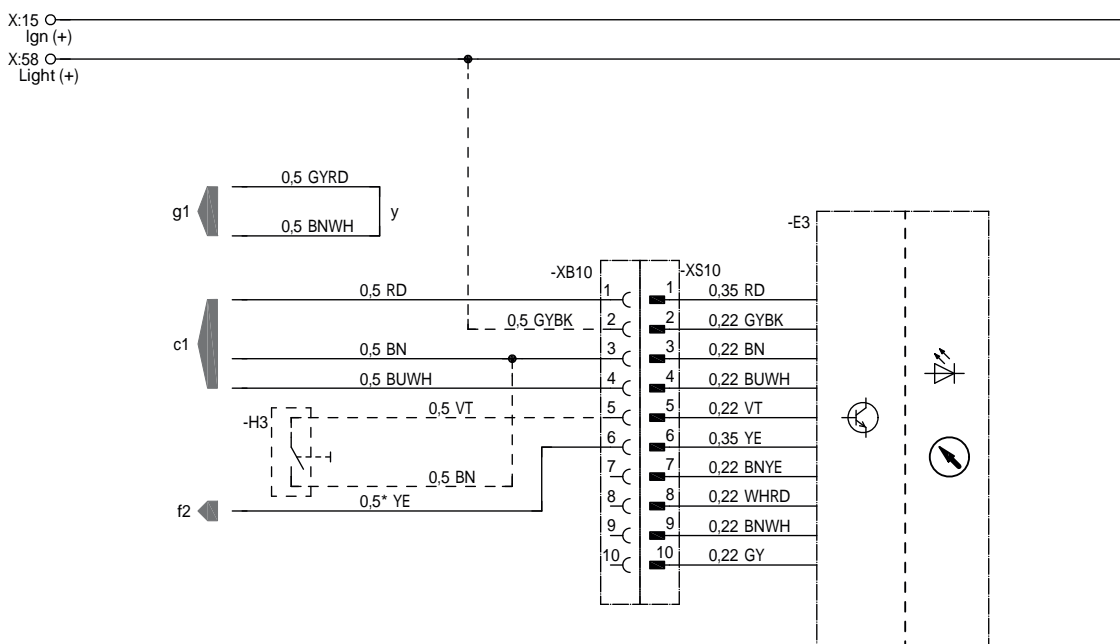 X:15
Ign (+)
X:58
Light (+)
0,5 GYRD
g1
y
0,5 BNWH
-E3
-XB10
-XS10
0,5 RD
1
1
0,35 RD
0,5 GYBK
2
2
0,22 GYBK
0,5 BN
3
3
0,22 BN
c1
0,5 BUWH
4
4
0,22 BUWH
0,5 VT
5
5
0,22 VT
-H3
6
6
0,35 YE
0,5 BN
7
7
0,22 BNYE
0,5* YE
8
8
0,22 WHRD
f2
9
9
0,22 BNWH
10
10
0,22 GY